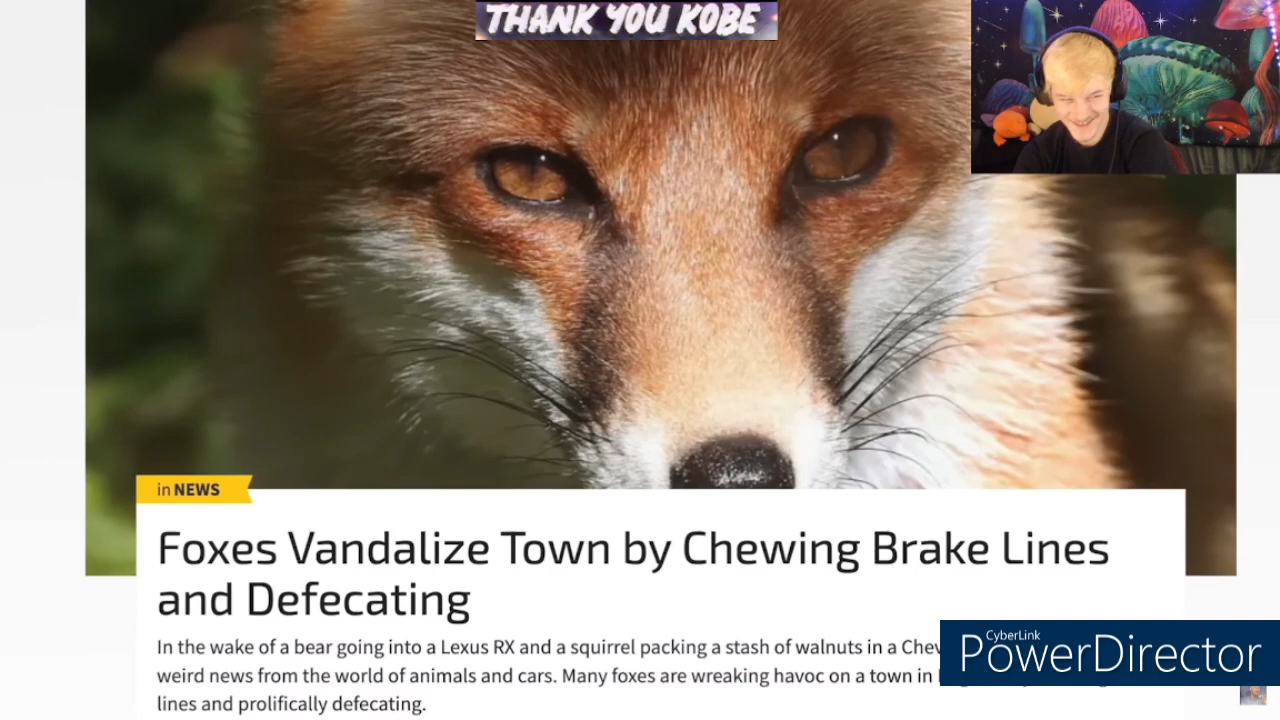 THANK YOU KOBE
in NEWS
Foxes Vandalize Town by Chewing Brake Lines
and Defecating
In the wake of a bear going into a Lexus RX and a squirrel packing a stash of walnuts in a Chev
weird news from the world of animals and cars. Many foxes are wreaking havoc on a town in
lines and prolifically defecating.
CyberLink
PowerDirector